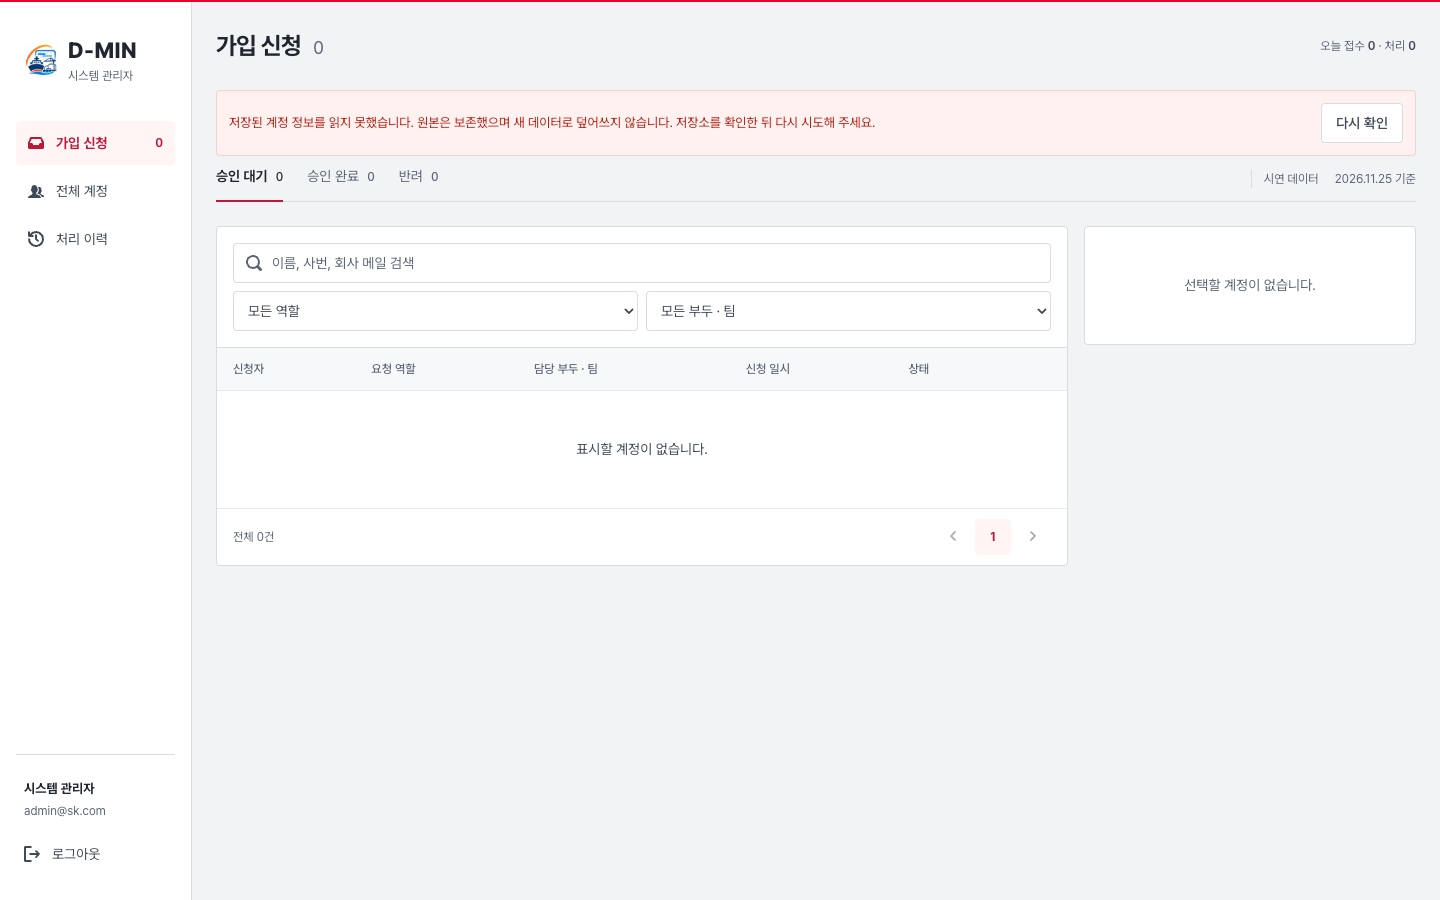 D-MIN
시스템 관리자
가입 신청 0
전체 계정
처리 이력
시스템 관리자
admin@sk.com
로그아웃
가입 신청 0
오늘 접수 0 · 처리 0
저장된 계정 정보를 읽지 못했습니다. 원본은 보존했으며 새 데이터로 덮어쓰지 않습니다. 저장소를 확인한 뒤 다시 시도해 주세요.
다시 확인
승인 대기 0 승인 완료 0 반려 0
시연 데이터 2026.11.25 기준
이름, 사번, 회사 메일 검색
모든 역할 모든 부두 · 팀
신청자 요청 역할 담당 부두 · 팀 신청 일시 상태
표시할 계정이 없습니다.
전체 0건
1
선택할 계정이 없습니다.